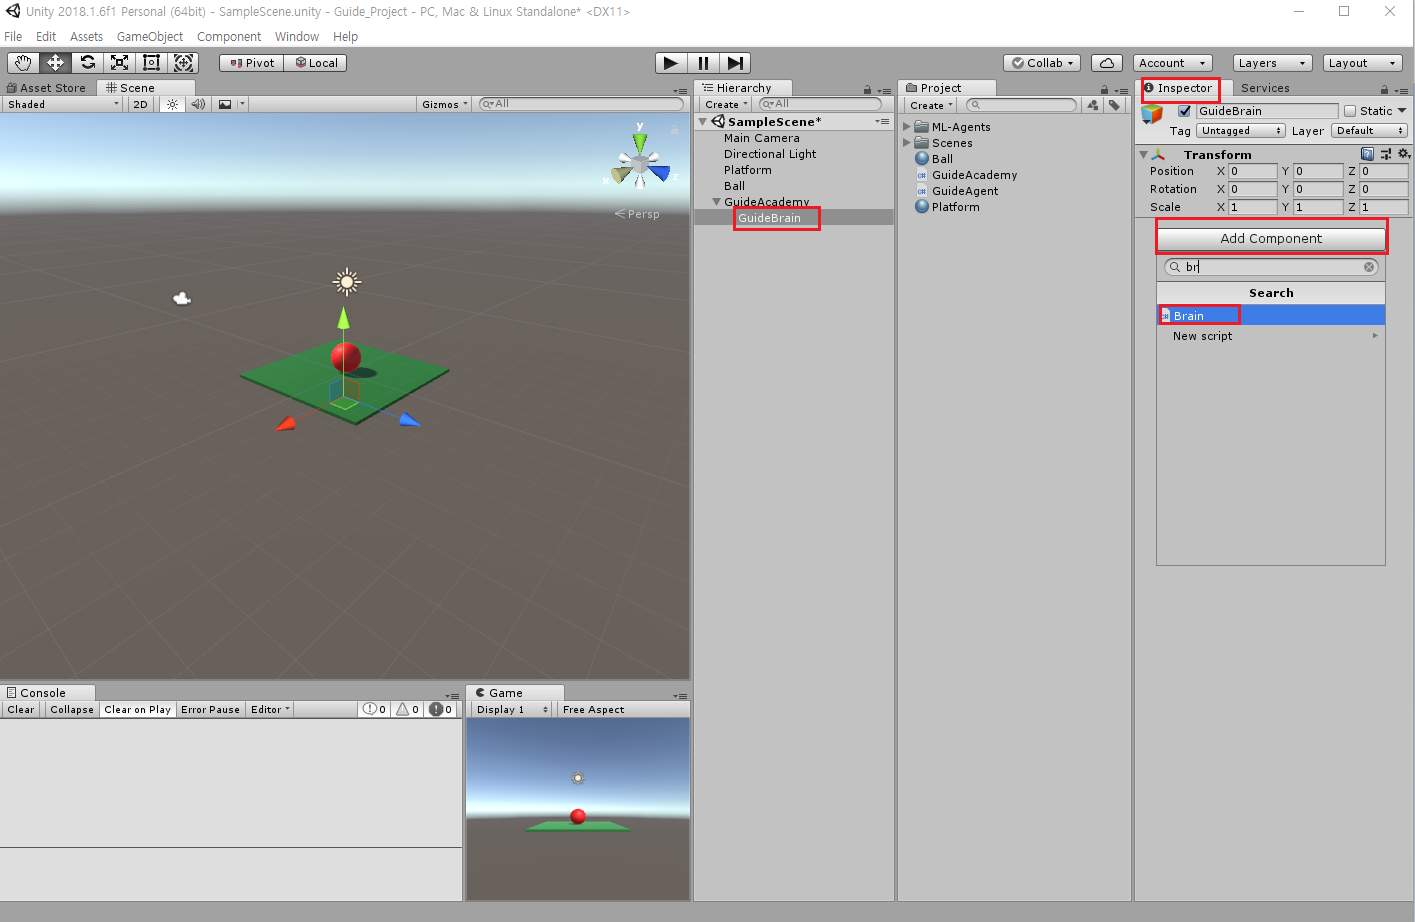 Unity 2018.1.6f1 Personal (64bit) - SampleScene.unity - Guide_Project - PC, Mac & Linux Standalone* <DX11>
File Edit Assets GameObject Component Window Help
Pivot Local Collab Account Layers Layout
Asset Store Scene
Shaded 2D Gizmos All
y
x z
Persp
Hierarchy
Create All
SampleScene*
Main Camera
Directional Light
Platform
Ball
GuideAcademy
GuideBrain
Project
Create
ML-Agents
Scenes
Ball
GuideAcademy
GuideAgent
Platform
Inspector Services
GuideBrain Static
Tag Untagged Layer Default
Transform
Position X 0 Y 0 Z 0
Rotation X 0 Y 0 Z 0
Scale X 1 Y 1 Z 1
Add Component
br
Search
Brain
New script
Console
Clear Collapse Clear on Play Error Pause Editor 0 0 0
Game
Display 1 Free Aspect